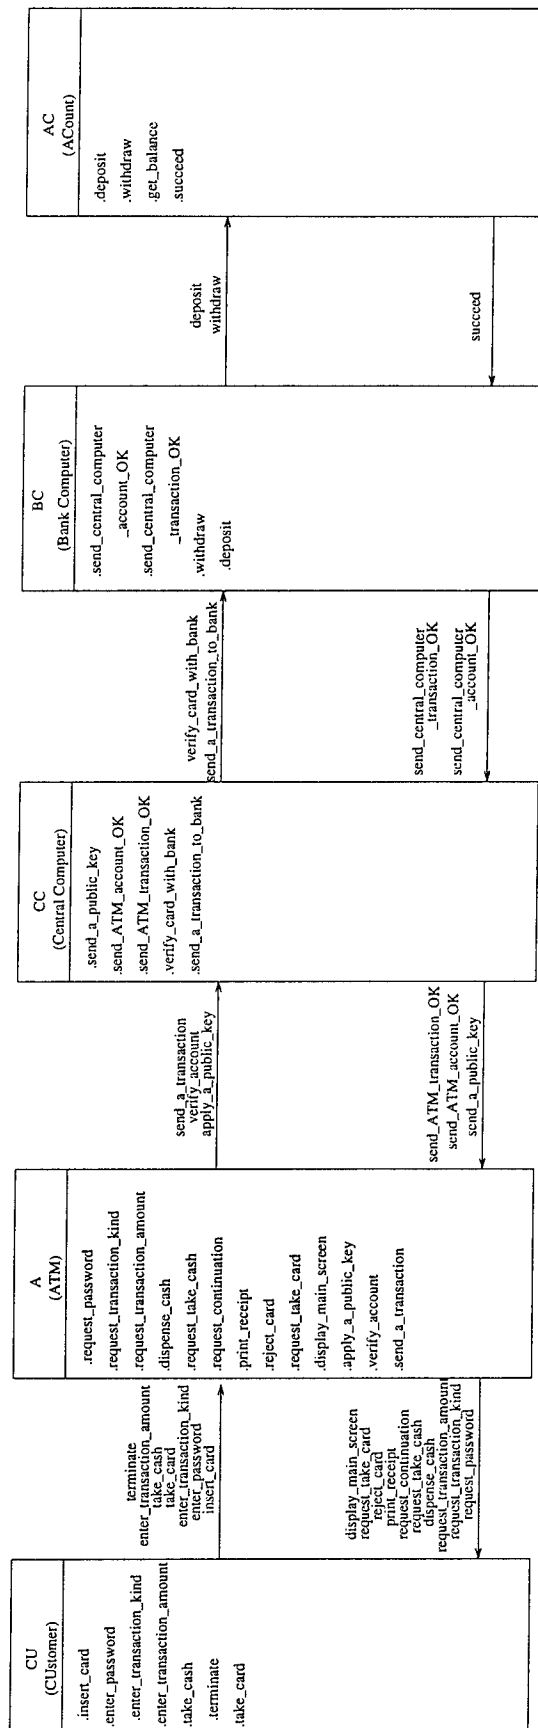 CU
(CUstomer)
.insert_card
.enter_password
.enter_transaction_kind
.enter_transaction_amount
.take_cash
.terminate
.take_card
terminate
enter_transaction_amount
take_cash
take_card
enter_transaction_kind
enter_password
insert_card
display_main_screen
request_take_card
reject_card
print_receipt
request_continuation
request_take_cash
dispense_cash
request_transaction_amount
request_transaction_kind
request_password
A
(ATM)
.request_password
.request_transaction_kind
.request_transaction_amount
.dispense_cash
.request_take_cash
.request_continuation
.print_receipt
.reject_card
.request_take_card
.display_main_screen
.apply_a_public_key
.verify_account
.send_a_transaction
send_a_transaction
verify_account
apply_a_public_key
send_ATM_transaction_OK
send_ATM_account_OK
send_a_public_key
CC
(Central Computer)
.send_a_public_key
.send_ATM_account_OK
.send_ATM_transaction_OK
.verify_card_with_bank
.send_a_transaction_to_bank
verify_card_with_bank
send_a_transaction_to_bank
send_central_computer
_transaction_OK
send_central_computer
_account_OK
BC
(Bank Computer)
.send_central_computer
_account_OK
.send_central_computer
_transaction_OK
.withdraw
.deposit
deposit
withdraw
succeed
AC
(ACount)
.deposit
.withdraw
.get_balance
.succeed